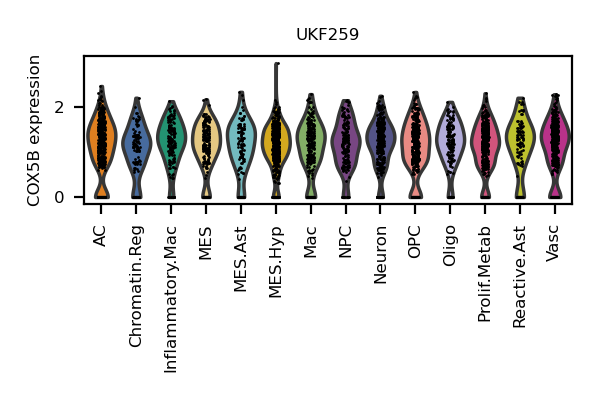 UKF259
COX5B expression
2
0
AC
Chromatin.Reg
Inflammatory.Mac
MES
MES.Ast
MES.Hyp
Mac
NPC
Neuron
OPC
Oligo
Prolif.Metab
Reactive.Ast
Vasc